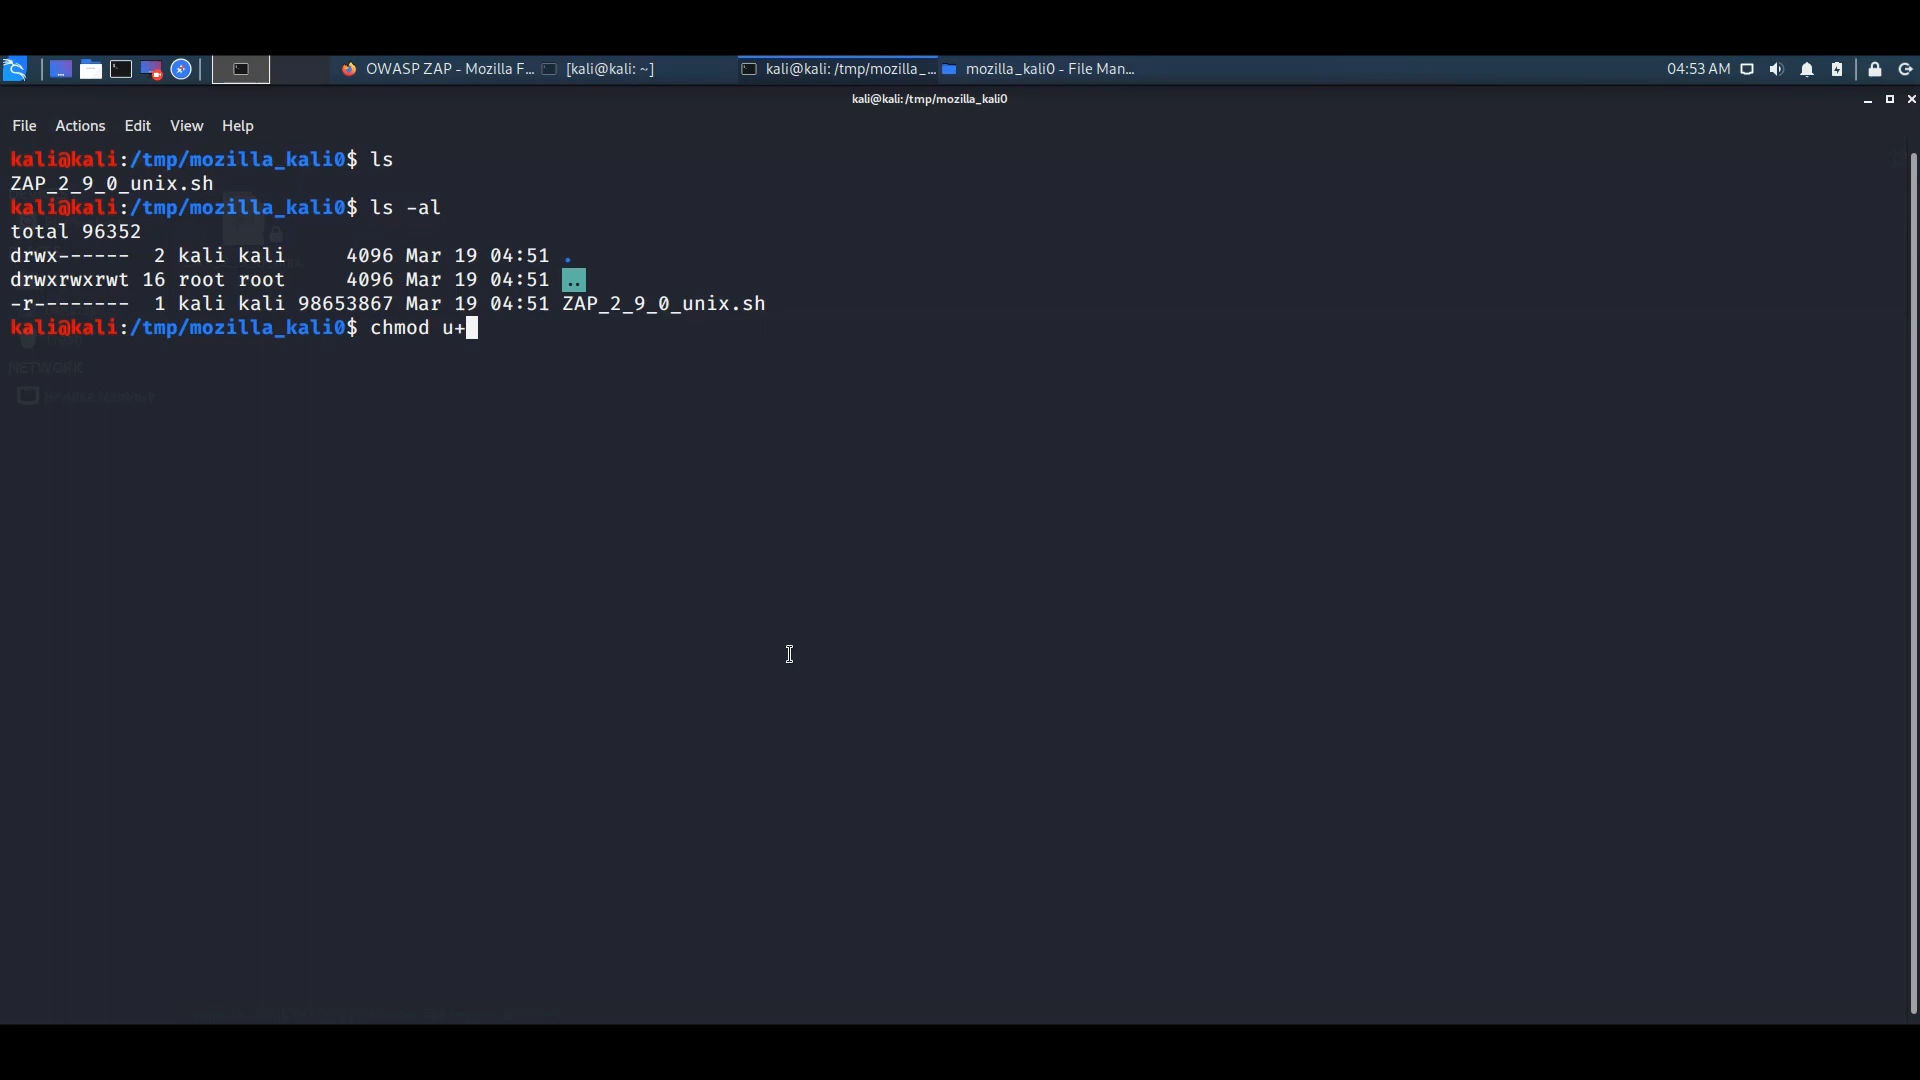 OWASP ZAP - Mozilla F... [kali@kali: ~] kali@kali: /tmp/mozilla_... mozilla_kali0 - File Man... 04:53 AM
kali@kali:/tmp/mozilla_kali0
File Actions Edit View Help
kali@kali:/tmp/mozilla_kali0$ ls
ZAP_2_9_0_unix.sh
kali@kali:/tmp/mozilla_kali0$ ls -al
total 96352
drwx------ 2 kali kali 4096 Mar 19 04:51 .
drwxrwxrwt 16 root root 4096 Mar 19 04:51 ..
-r-------- 1 kali kali 98653867 Mar 19 04:51 ZAP_2_9_0_unix.sh
kali@kali:/tmp/mozilla_kali0$ chmod u+
NETWORK